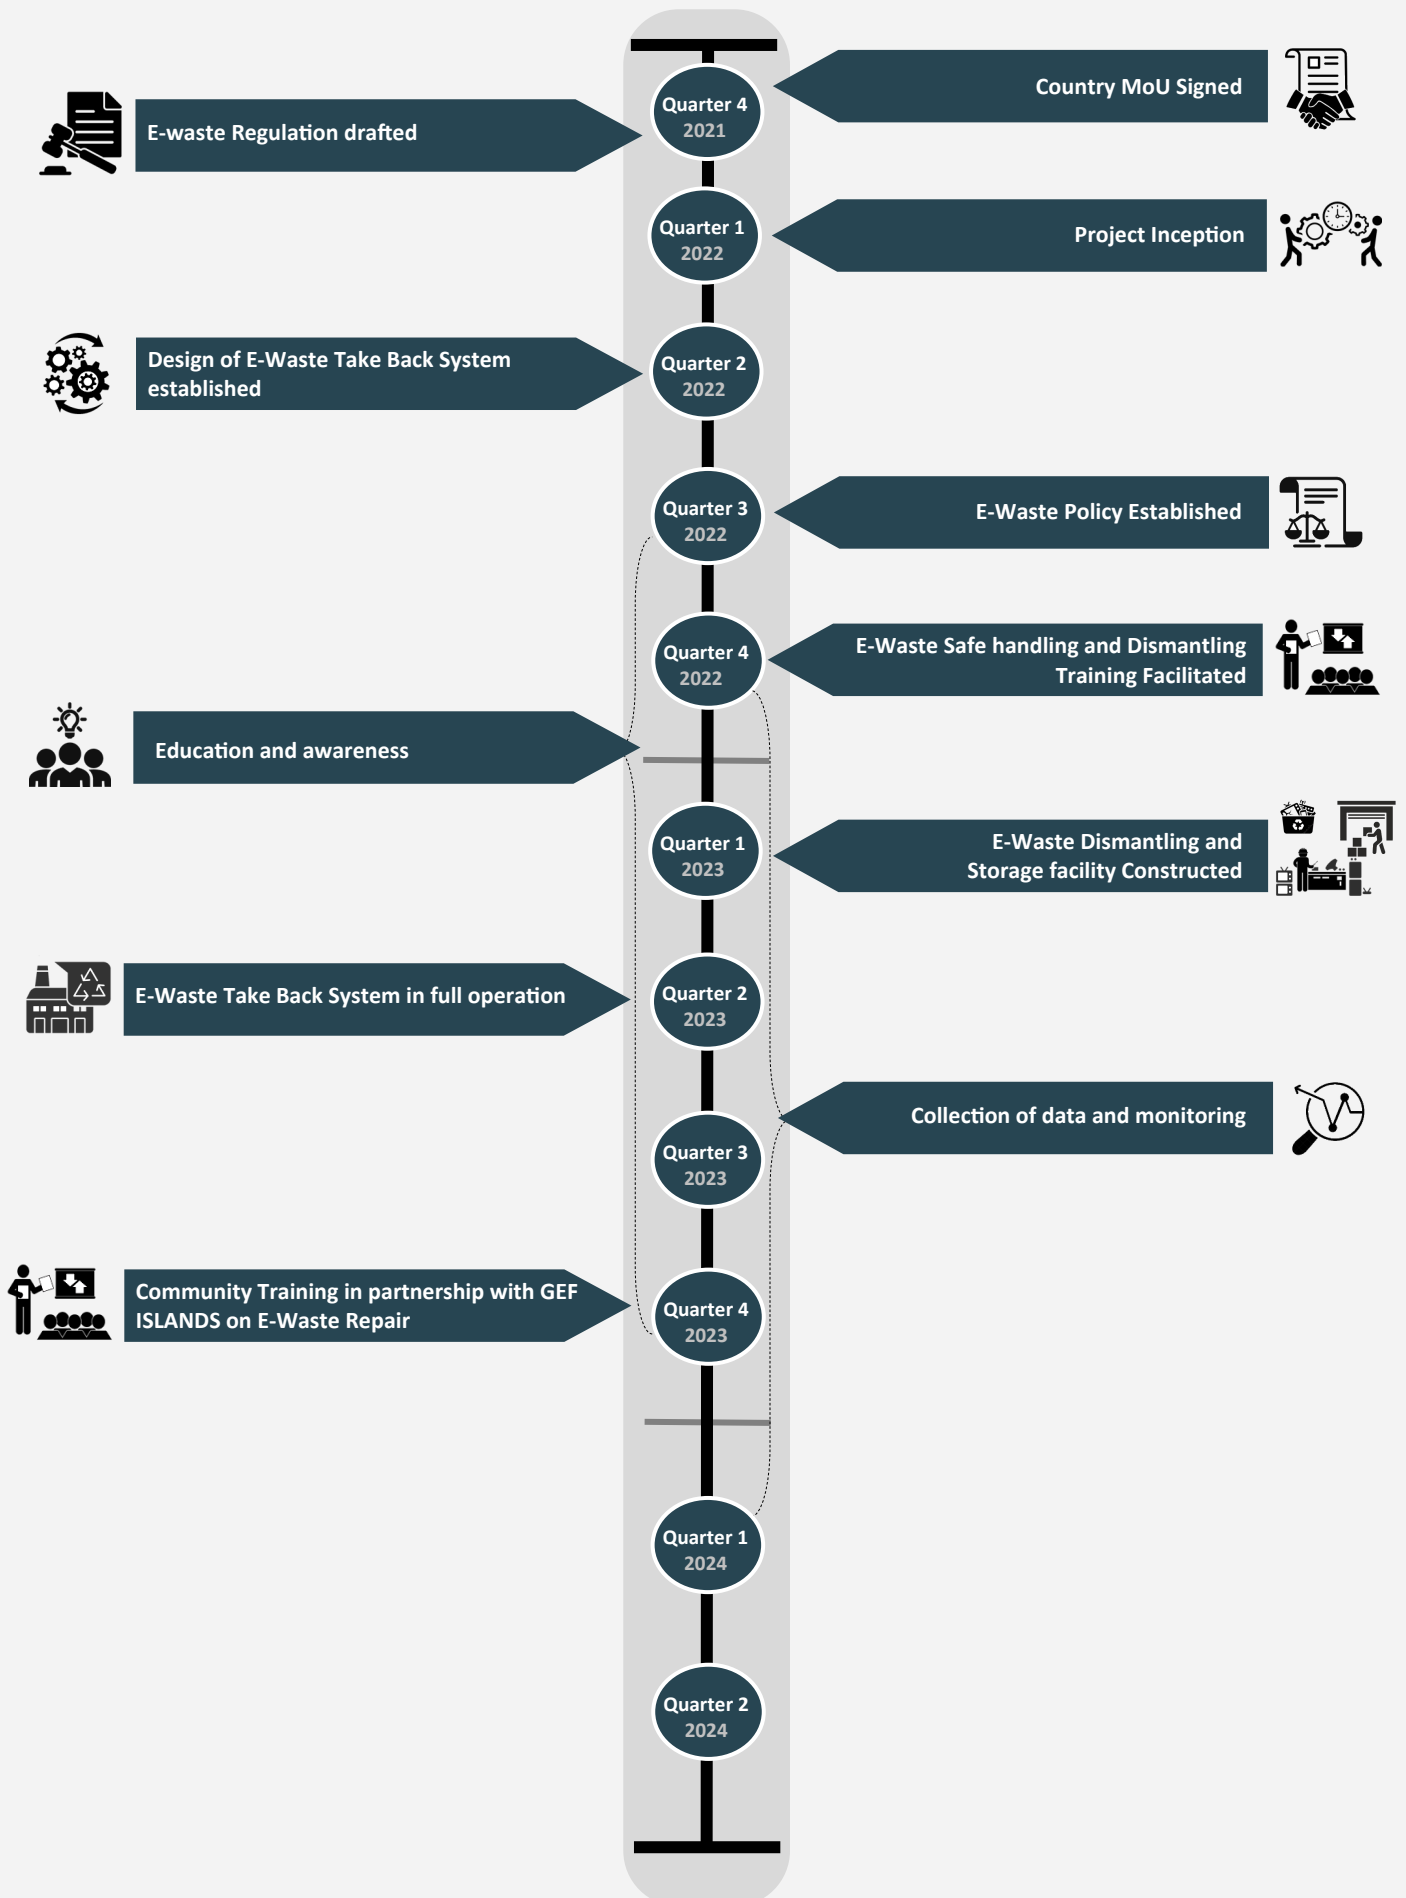 Quarter 4
2021
Country MoU Signed
E-waste Regulation drafted
Quarter 1
2022
Project Inception
Design of E-Waste Take Back System
established
Quarter 2
2022
Quarter 3
2022
E-Waste Policy Established
Quarter 4
2022
E-Waste Safe handling and Dismantling
Training Facilitated
Education and awareness
Quarter 1
2023
E-Waste Dismantling and
Storage facility Constructed
E-Waste Take Back System in full operation
Quarter 2
2023
Collection of data and monitoring
Quarter 3
2023
Community Training in partnership with GEF
ISLANDS on E-Waste Repair
Quarter 4
2023
Quarter 1
2024
Quarter 2
2024